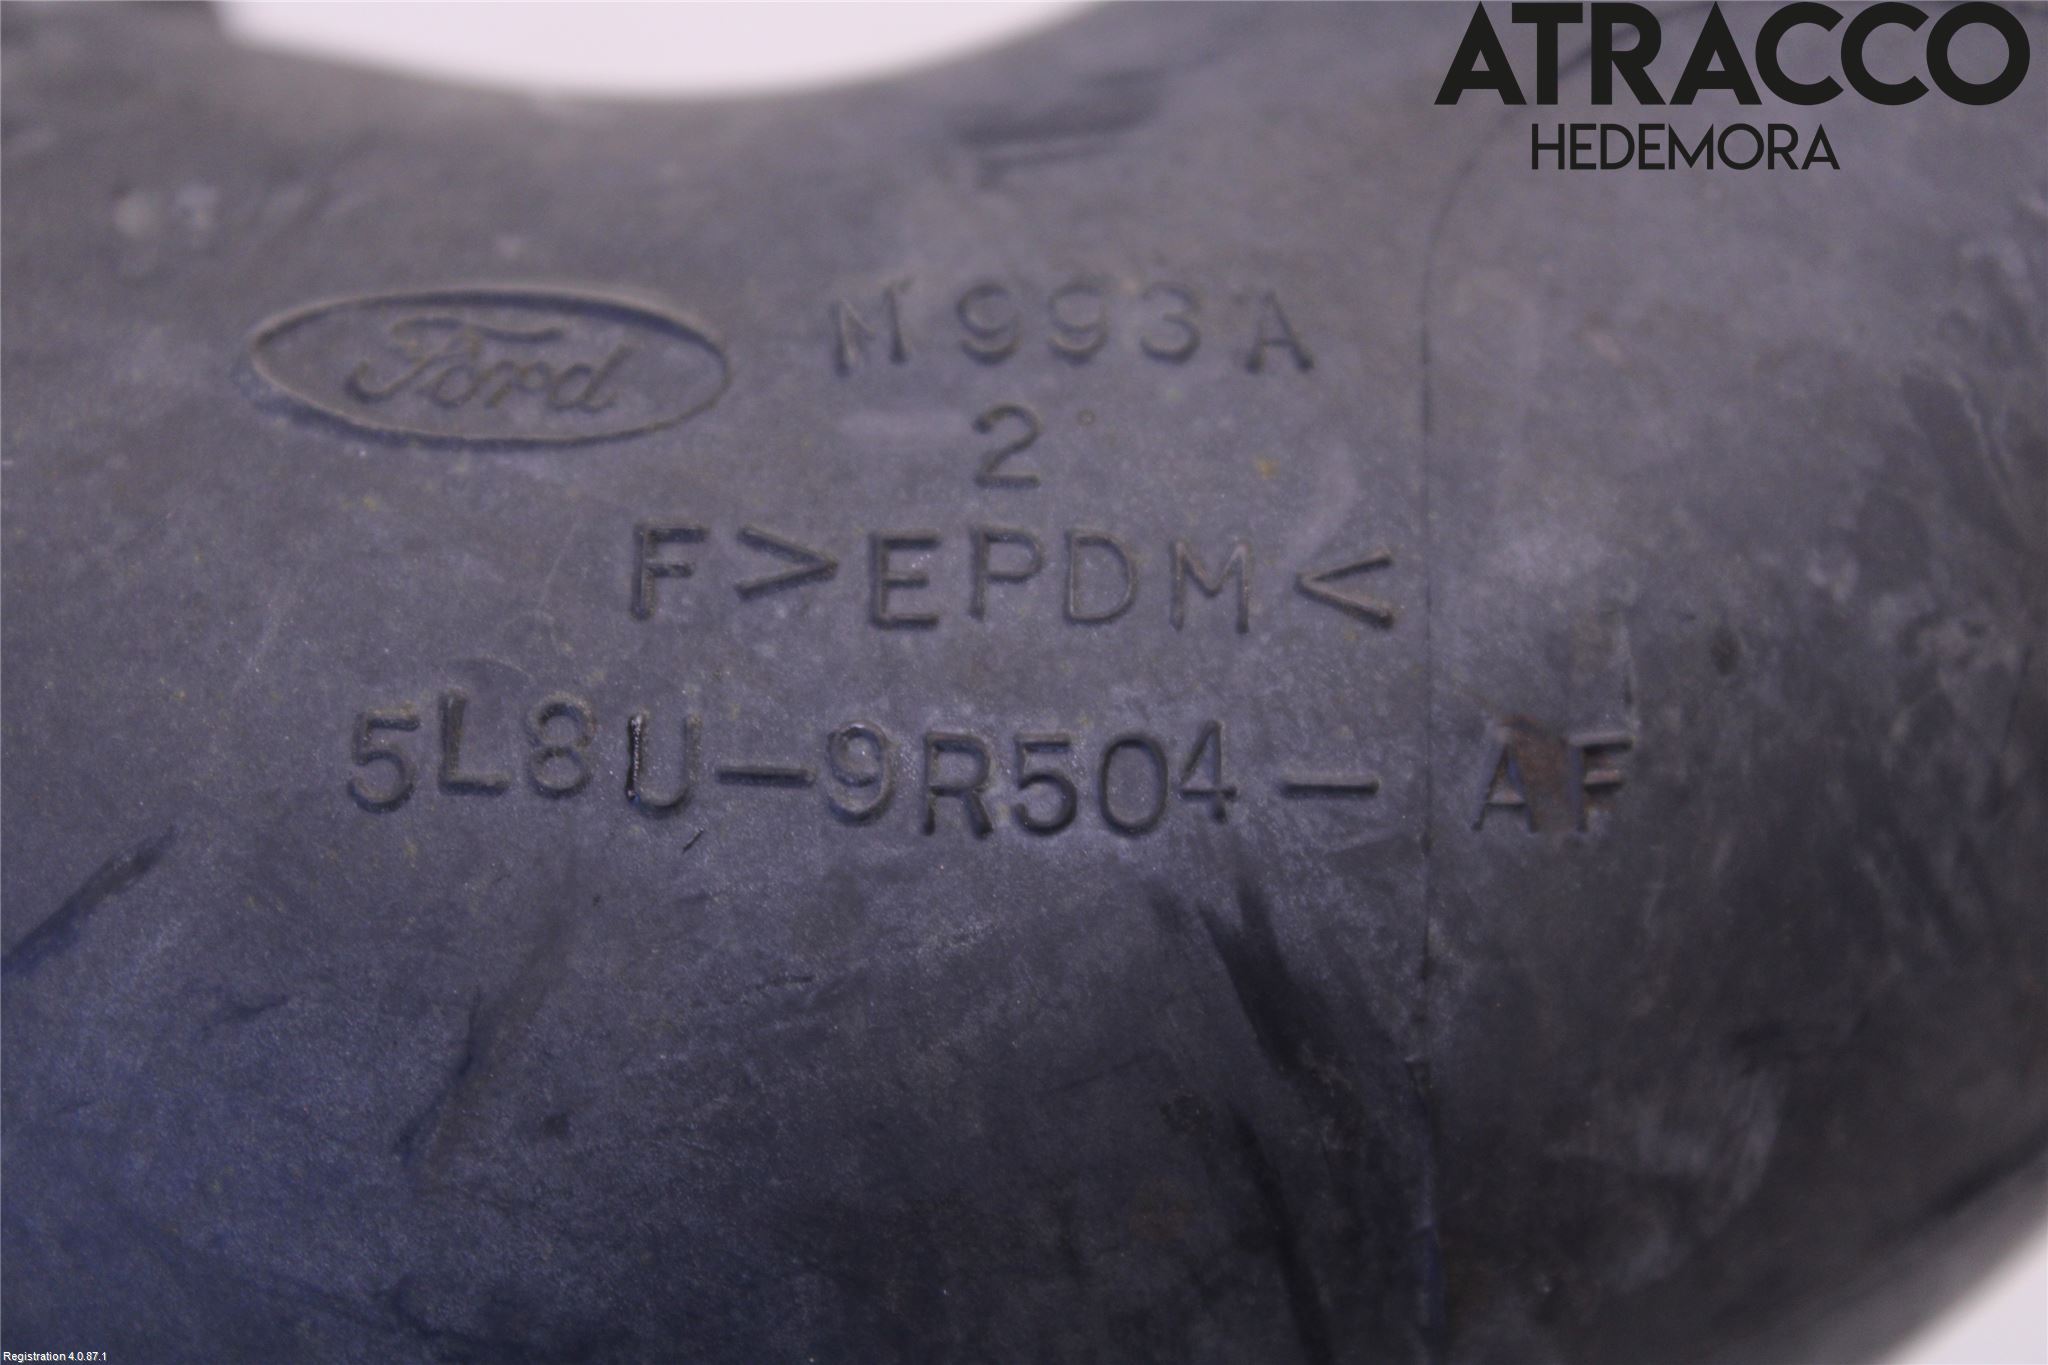 ATRACCO
HEDEMORA
Ford M993A
2
F>EPDM<
5L8U-9R504-AF
Registration 4.0.87.1